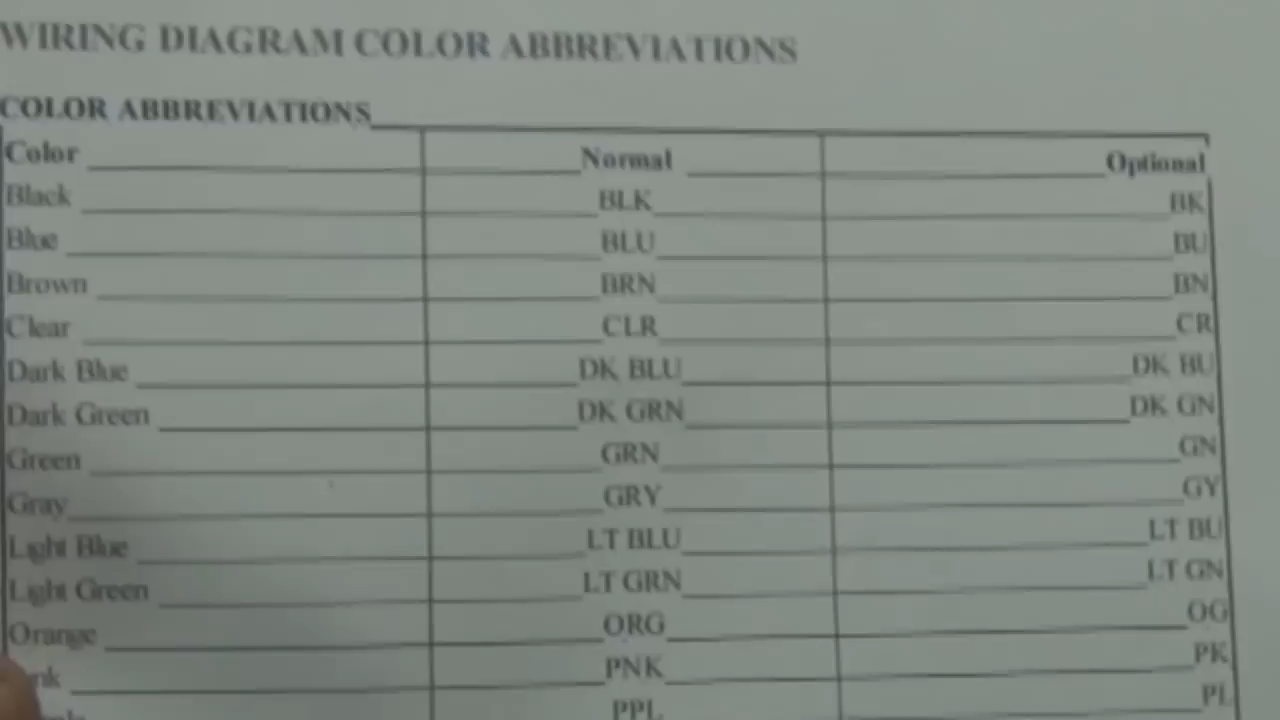 WIRING DIAGRAM COLOR ABBREVIATIONS
COLOR ABBREVIATIONS
Color Normal Optional
Black BLK BK
Blue BLU BU
Brown BRN BN
Clear CLR CR
Dark Blue DK BLU DK BU
Dark Green DK GRN DK GN
Green GRN GN
Gray GRY GY
Light Blue LT BLU LT BU
Light Green LT GRN LT GN
Orange ORG OG
nk PNK PK
PPL PL